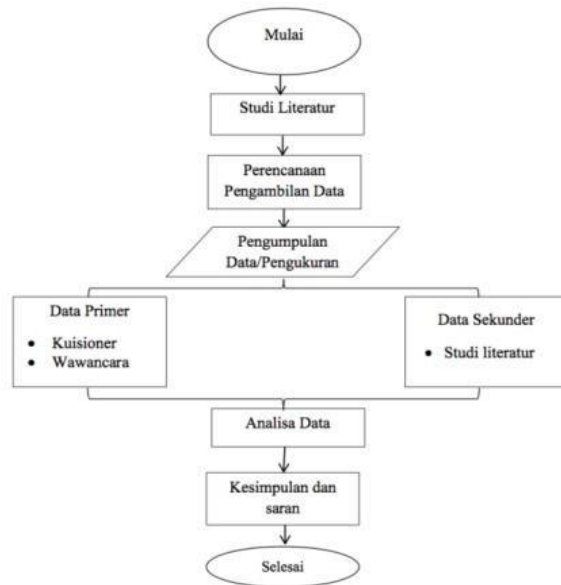 Mulai
Studi Literatur
Perencanaan
Pengambilan Data
Pengumpulan
Data/Pengukuran
Data Primer
• Kuisioner
• Wawancara
Data Sekunder
• Studi literatur
Analisa Data
Kesimpulan dan
saran
Selesai